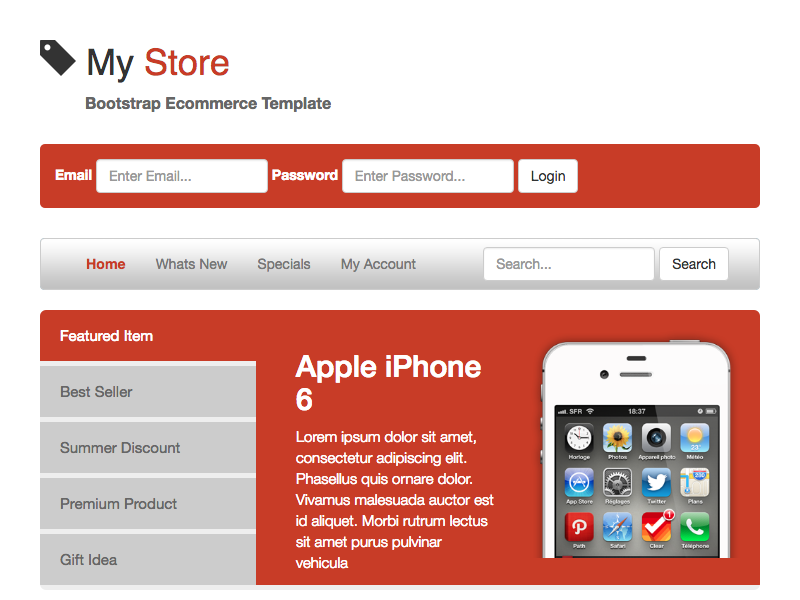 My Store
Bootstrap Ecommerce Template
Email Enter Email... Password Enter Password... Login
Home Whats New Specials My Account Search... Search
Featured Item
Best Seller
Summer Discount
Premium Product
Gift Idea
Apple iPhone
6
Lorem ipsum dolor sit amet,
consectetur adipiscing elit.
Phasellus quis ornare dolor.
Vivamus malesuada auctor est
id aliquet. Morbi rutrum lectus
sit amet purus pulvinar
vehicula
SFR 18:37
Horloge Photos Appareil photo Météo
App Store Réglages Twitter Plans
Path Safari Clear Téléphone